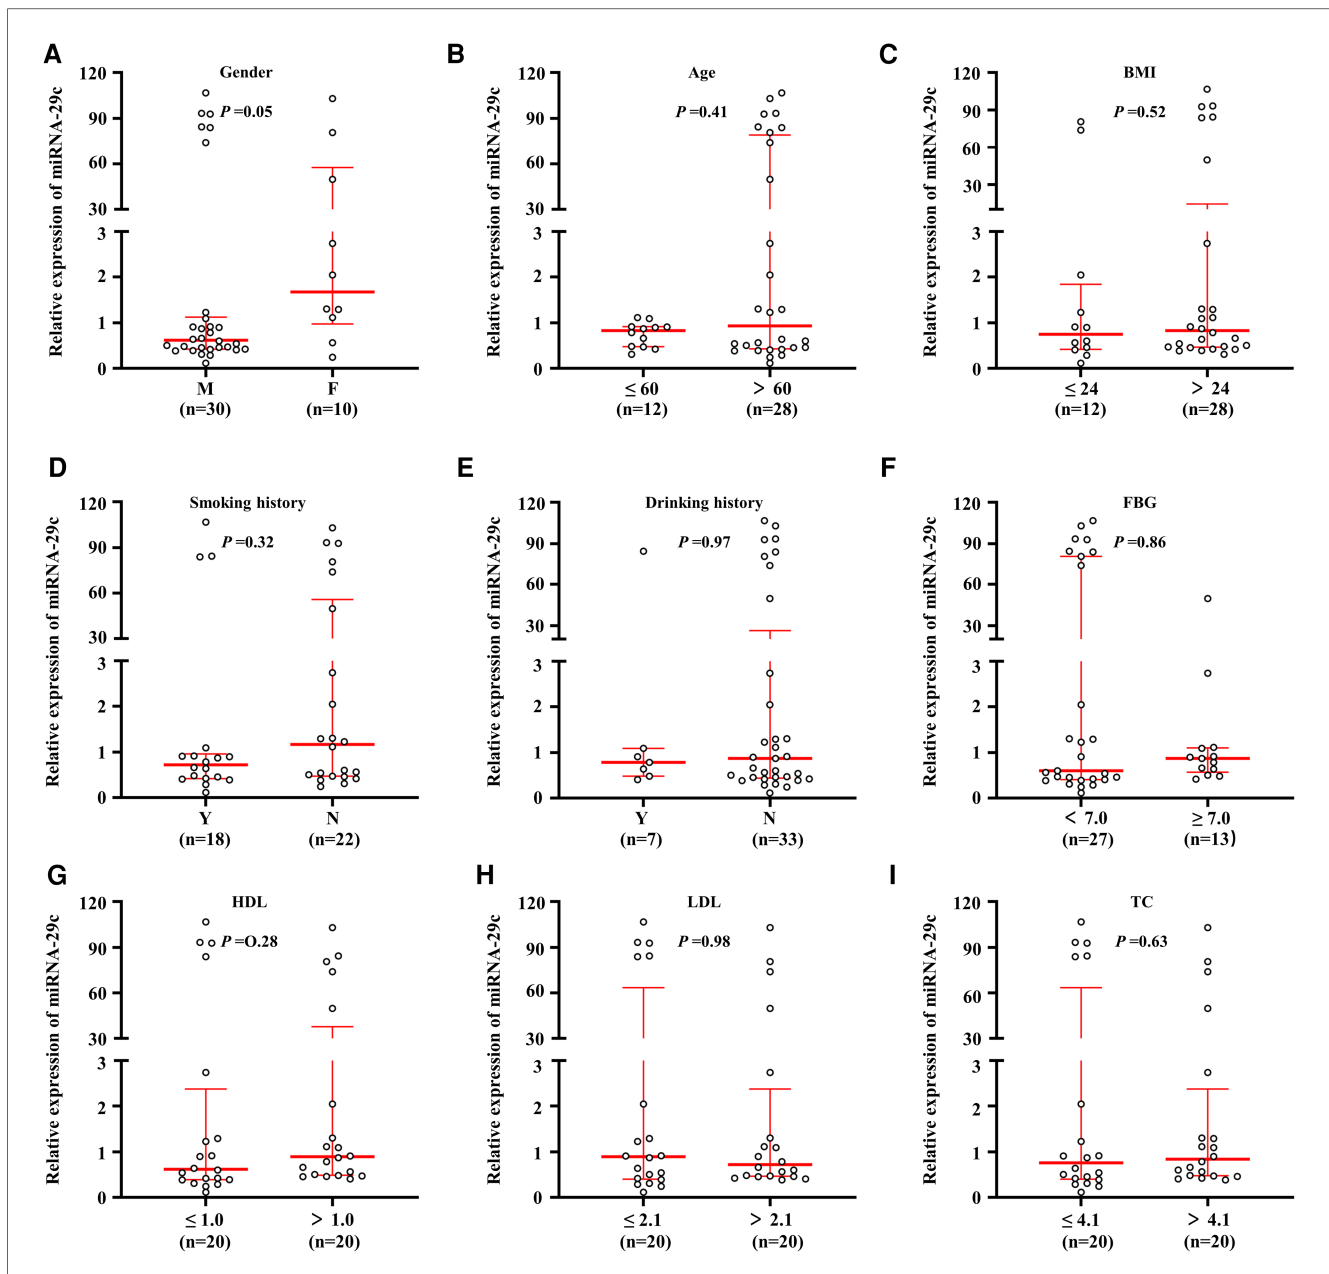 A
Gender
P =0.05
Relative expression of miRNA-29c
120
90
60
30
3
2
1
0
M
F
(n=30)
(n=10)
B
Age
P =0.41
Relative expression of miRNA-29c
120
90
60
30
3
2
1
0
≤ 60
> 60
(n=12)
(n=28)
C
BMI
P =0.52
Relative expression of miRNA-29c
120
90
60
30
3
2
1
0
≤ 24
> 24
(n=12)
(n=28)
D
Smoking history
P =0.32
Relative expression of miRNA-29c
120
90
60
30
3
2
1
0
Y
N
(n=18)
(n=22)
E
Drinking history
P =0.97
Relative expression of miRNA-29c
120
90
60
30
3
2
1
0
Y
N
(n=7)
(n=33)
F
FBG
P =0.86
Relative expression of miRNA-29c
120
90
60
30
3
2
1
0
< 7.0
≥ 7.0
(n=27)
(n=13)
G
HDL
P =O.28
Relative expression of miRNA-29c
120
90
60
30
3
2
1
0
≤ 1.0
> 1.0
(n=20)
(n=20)
H
LDL
P =0.98
Relative expression of miRNA-29c
120
90
60
30
3
2
1
0
≤ 2.1
> 2.1
(n=20)
(n=20)
I
TC
P =0.63
Relative expression of miRNA-29c
120
90
60
30
3
2
1
0
≤ 4.1
> 4.1
(n=20)
(n=20)